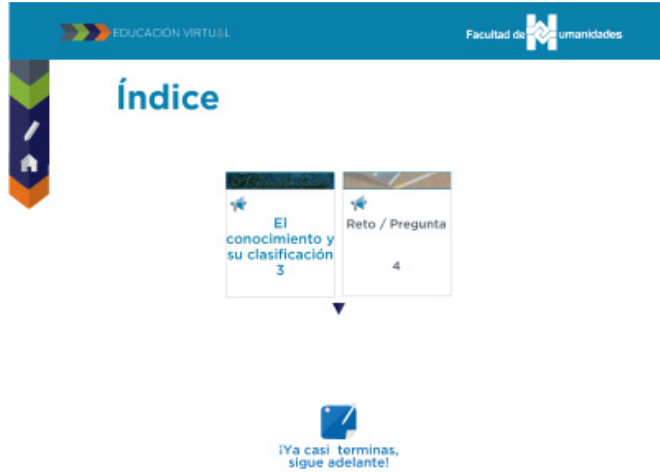 EDUCACIÓN VIRTUAL
Facultad de Humanidades
Índice
El
conocimiento y
su clasificación
3
Reto / Pregunta
4
¡Ya casi terminas,
sigue adelante!